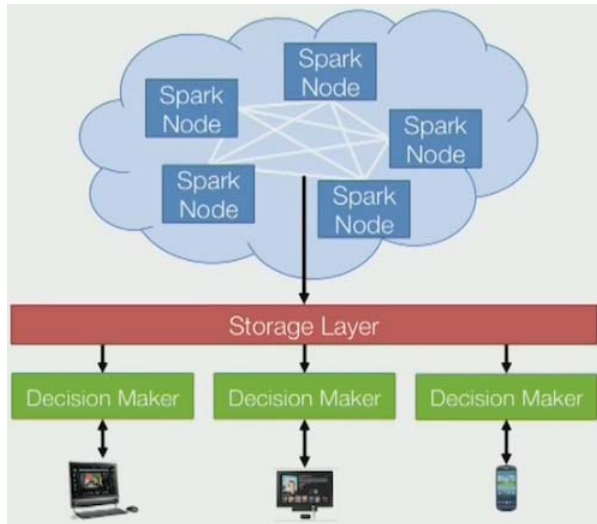 Spark
Node
Spark
Node
Spark
Node
Spark
Node
Spark
Node
Storage Layer
Decision Maker
Decision Maker
Decision Maker